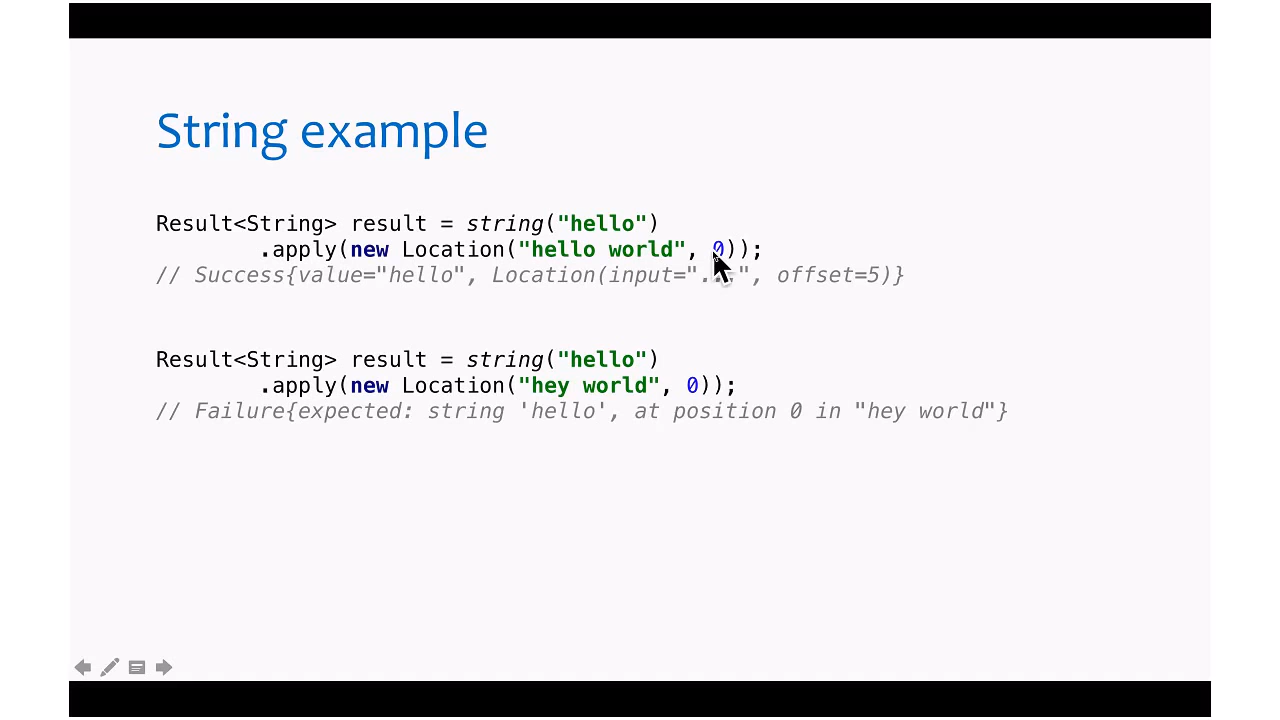 String example
Result<String> result = string("hello")
.apply(new Location("hello world", 0));
// Success{value="hello", Location(input="...", offset=5)}
Result<String> result = string("hello")
.apply(new Location("hey world", 0));
// Failure{expected: string 'hello', at position 0 in "hey world"}